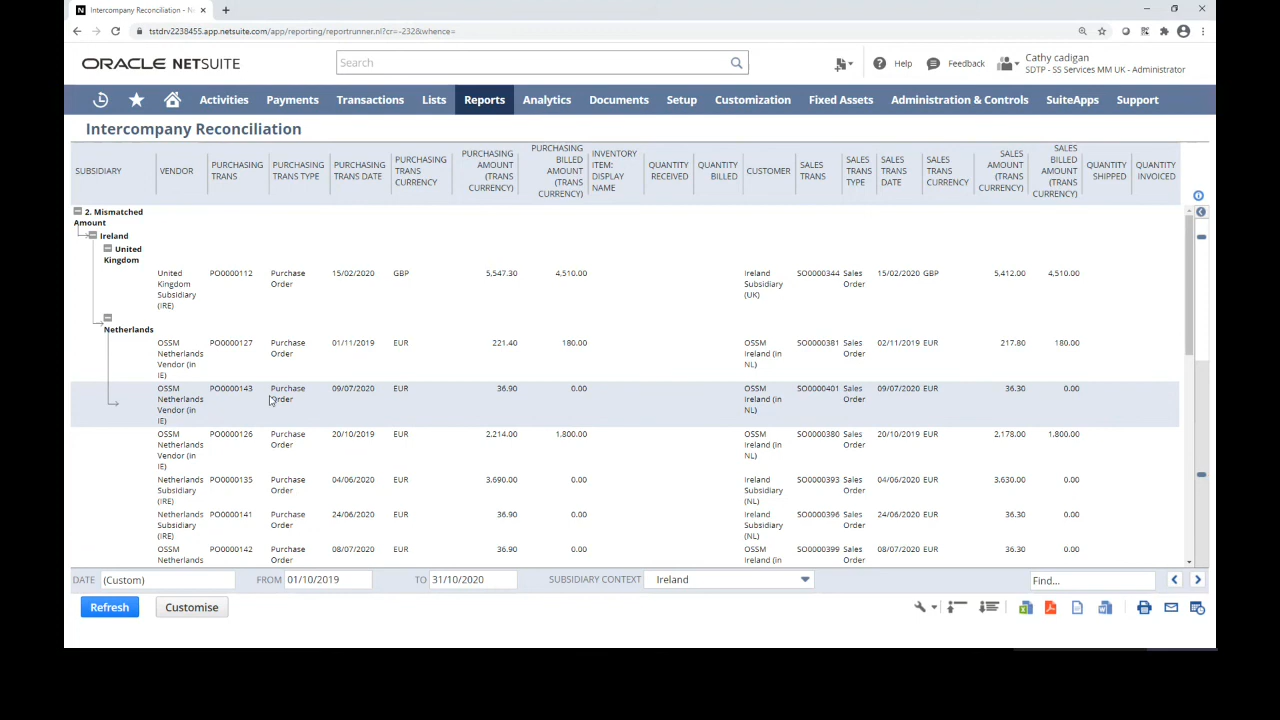 Intercompany Reconciliation - N
tstdrv2238455.app.netsuite.com/app/reporting/reportrunner.nl?cr=-232&whence=
ORACLE NETSUITE
Search
Help
Feedback
Cathy cadigan
SDTP - SS Services MM UK - Administrator
Activities Payments Transactions Lists Reports Analytics Documents Setup Customization Fixed Assets Administration & Controls SuiteApps Support
Intercompany Reconciliation
SUBSIDIARY
VENDOR
PURCHASING
TRANS
PURCHASING
TRANS TYPE
PURCHASING
TRANS DATE
PURCHASING
TRANS
CURRENCY
PURCHASING
AMOUNT
(TRANS
CURRENCY)
PURCHASING
BILLED
AMOUNT
(TRANS
CURRENCY)
INVENTORY
ITEM:
DISPLAY
NAME
QUANTITY
RECEIVED
QUANTITY
BILLED
CUSTOMER
SALES
TRANS
SALES
TRANS
TYPE
SALES
TRANS
DATE
SALES
TRANS
CURRENCY
SALES
AMOUNT
(TRANS
CURRENCY)
SALES
BILLED
AMOUNT
(TRANS
CURRENCY)
QUANTITY
SHIPPED
QUANTITY
INVOICED
2. Mismatched
Amount
Ireland
United
Kingdom
United
Kingdom
Subsidiary
(IRE)
PO0000112
Purchase
Order
15/02/2020
GBP
5,547.30
4,510.00
Ireland
Subsidiary
(UK)
SO0000344
Sales
Order
15/02/2020
GBP
5,412.00
4,510.00
Netherlands
OSSM
Netherlands
Vendor (in
IE)
PO0000127
Purchase
Order
01/11/2019
EUR
221.40
180.00
OSSM
Ireland (in
NL)
SO0000381
Sales
Order
02/11/2019
EUR
217.80
180.00
OSSM
Netherlands
Vendor (in
IE)
PO0000143
Purchase
Order
09/07/2020
EUR
36.90
0.00
OSSM
Ireland (in
NL)
SO0000401
Sales
Order
09/07/2020
EUR
36.30
0.00
OSSM
Netherlands
Vendor (in
IE)
PO0000126
Purchase
Order
20/10/2019
EUR
2,214.00
1,800.00
OSSM
Ireland (in
NL)
SO0000380
Sales
Order
20/10/2019
EUR
2,178.00
1,800.00
Netherlands
Subsidiary
(IRE)
PO0000135
Purchase
Order
04/06/2020
EUR
3,690.00
0.00
Ireland
Subsidiary
(NL)
SO0000393
Sales
Order
04/06/2020
EUR
3,630.00
0.00
Netherlands
Subsidiary
(IRE)
PO0000141
Purchase
Order
24/06/2020
EUR
36.90
0.00
Ireland
Subsidiary
(NL)
SO0000396
Sales
Order
24/06/2020
EUR
36.30
0.00
OSSM
Netherlands
PO0000142
Purchase
Order
08/07/2020
EUR
36.90
0.00
OSSM
Ireland (in
SO0000399
Sales
Order
08/07/2020
EUR
36.30
0.00
DATE (Custom) FROM 01/10/2019 TO 31/10/2020 SUBSIDIARY CONTEXT Ireland Find...
Refresh Customise